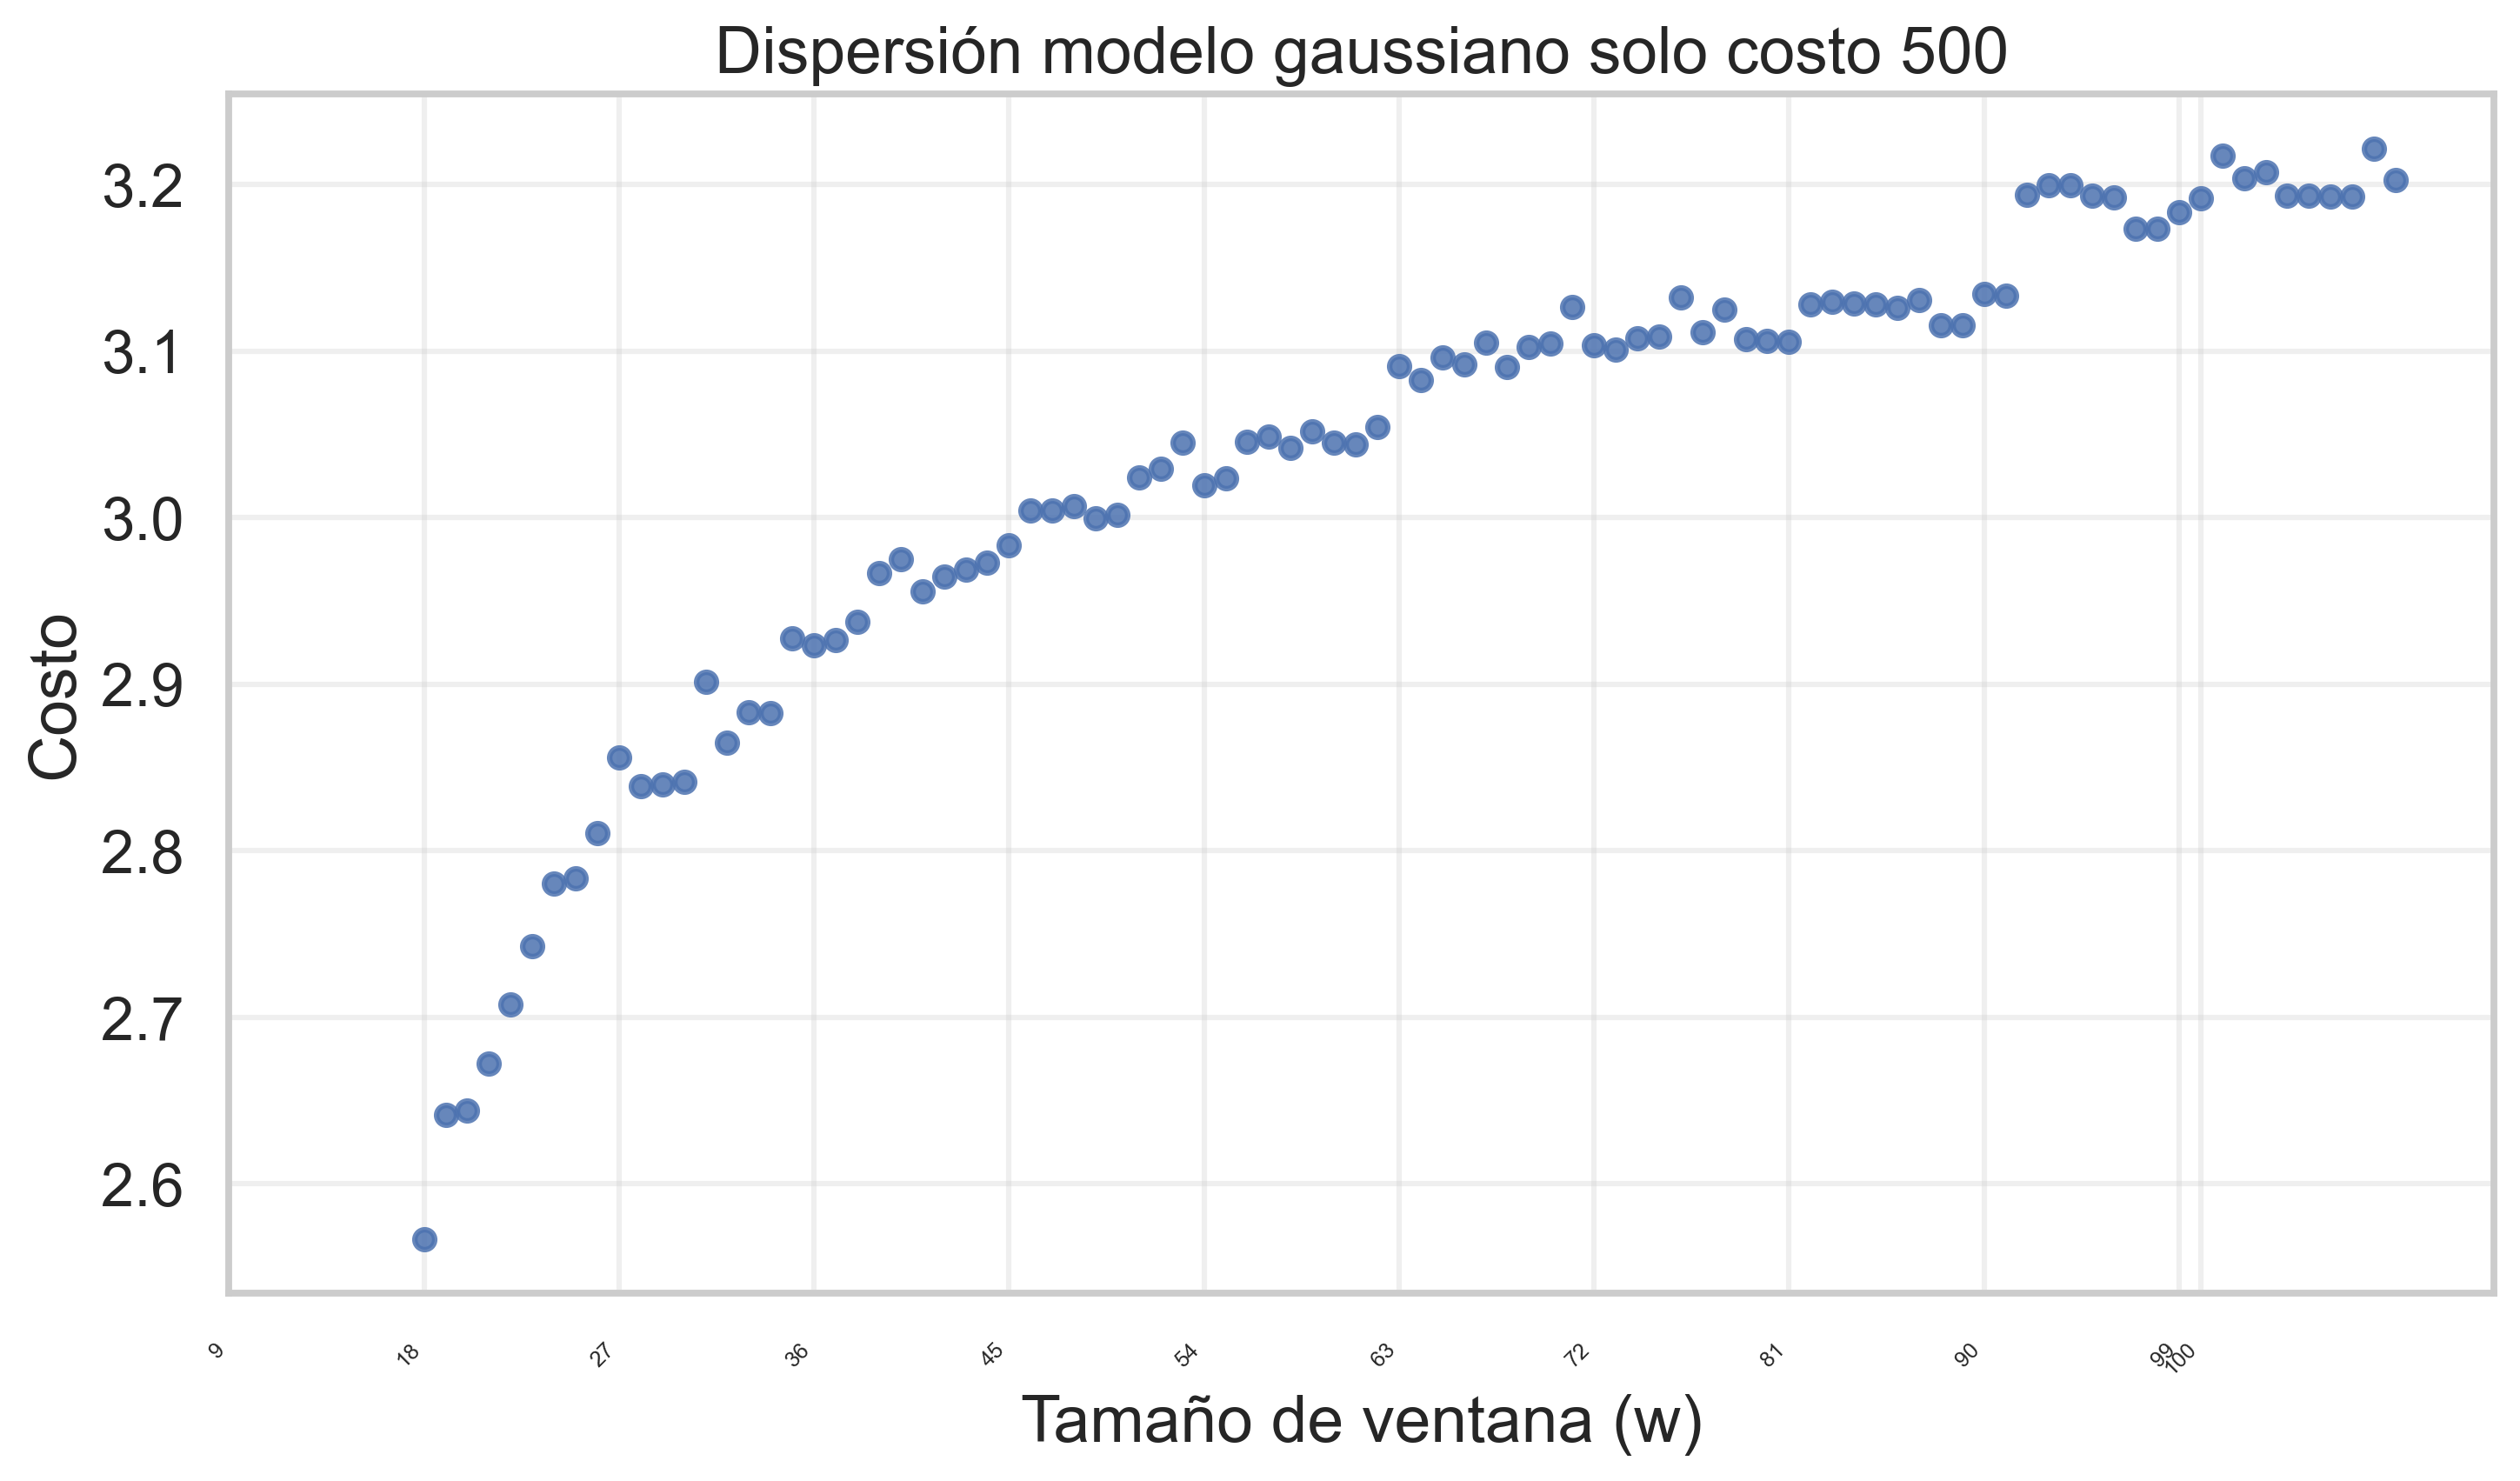 Dispersión modelo gaussiano solo costo 500
Costo
3.2
3.1
3.0
2.9
2.8
2.7
2.6
9 18 27 36 45 54 63 72 81 90 99 100
Tamaño de ventana (w)